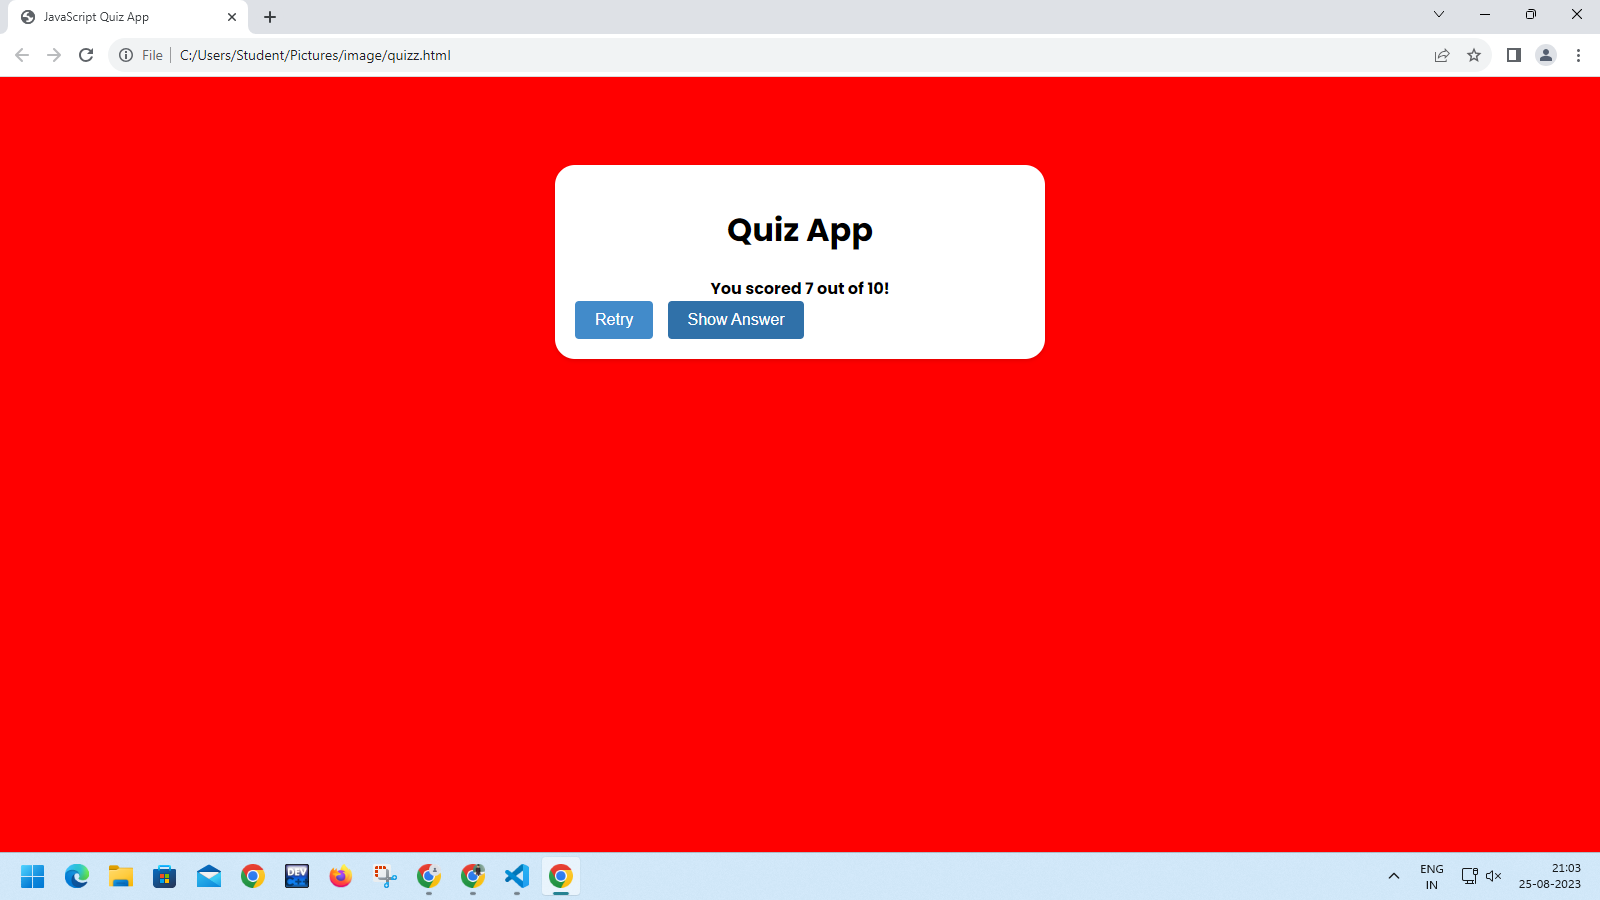 JavaScript Quiz App
File C:/Users/Student/Pictures/image/quizz.html
Quiz App
You scored 7 out of 10!
Retry Show Answer
DEV
C++
ENG 21:03
IN 25-08-2023